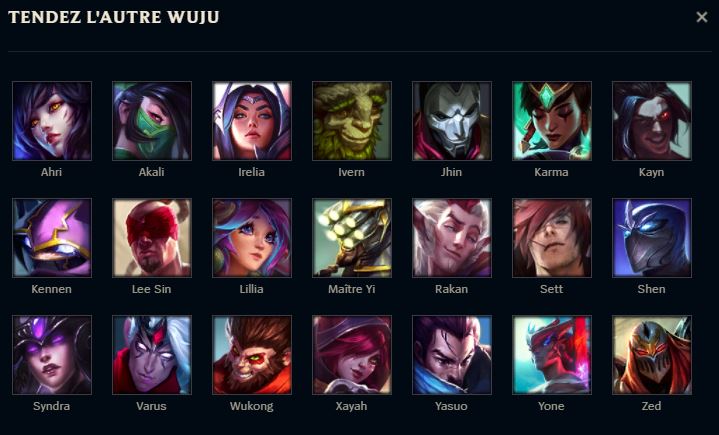 TENDEZ L'AUTRE WUJU
Ahri Akali Irelia Ivern Jhin Karma Kayn
Kennen Lee Sin Lillia Maître Yi Rakan Sett Shen
Syndra Varus Wukong Xayah Yasuo Yone Zed